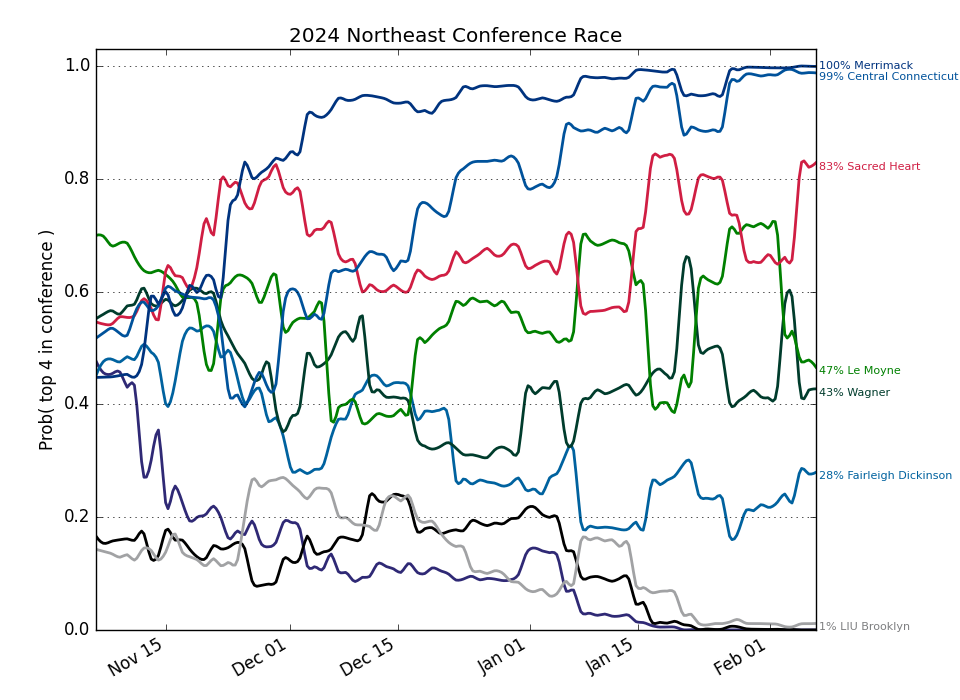 2024 Northeast Conference Race
Prob( top 4 in conference )
1.0
0.8
0.6
0.4
0.2
0.0
Nov 15
Dec 01
Dec 15
Jan 01
Jan 15
Feb 01
100% Merrimack
99% Central Connecticut
83% Sacred Heart
47% Le Moyne
43% Wagner
28% Fairleigh Dickinson
1% LIU Brooklyn